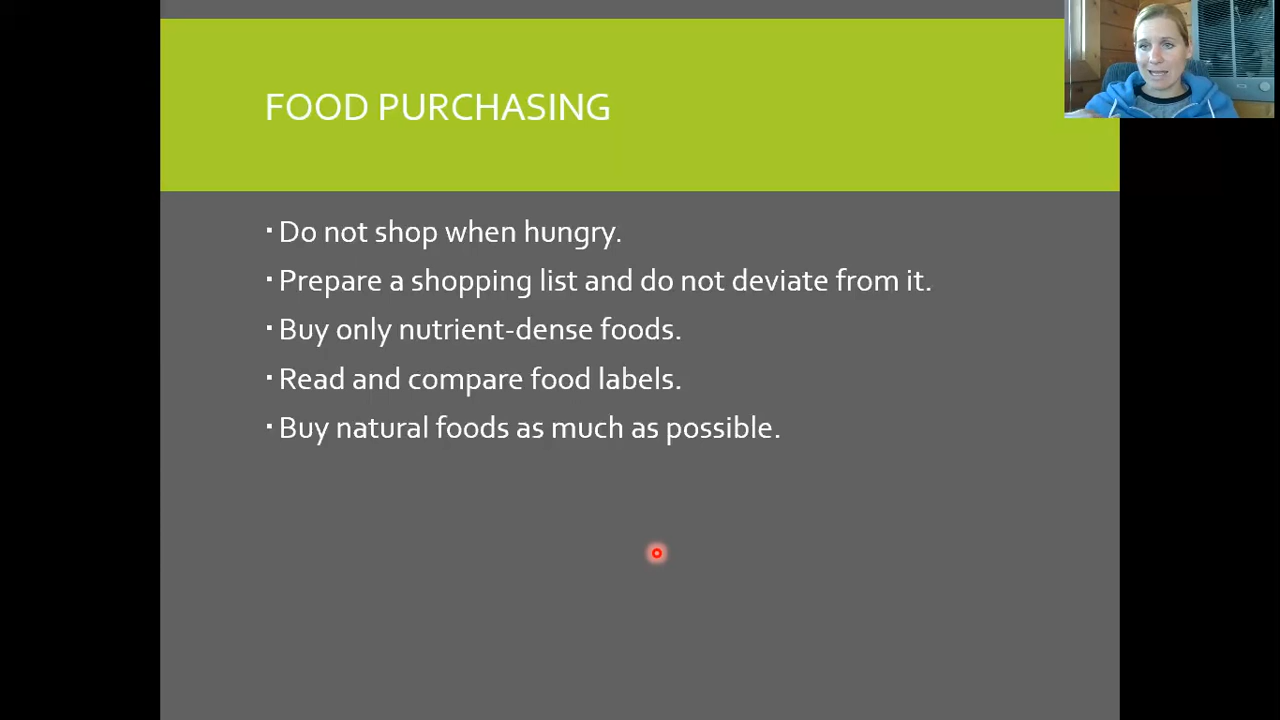 FOOD PURCHASING
▪ Do not shop when hungry.
▪ Prepare a shopping list and do not deviate from it.
▪ Buy only nutrient-dense foods.
▪ Read and compare food labels.
▪ Buy natural foods as much as possible.